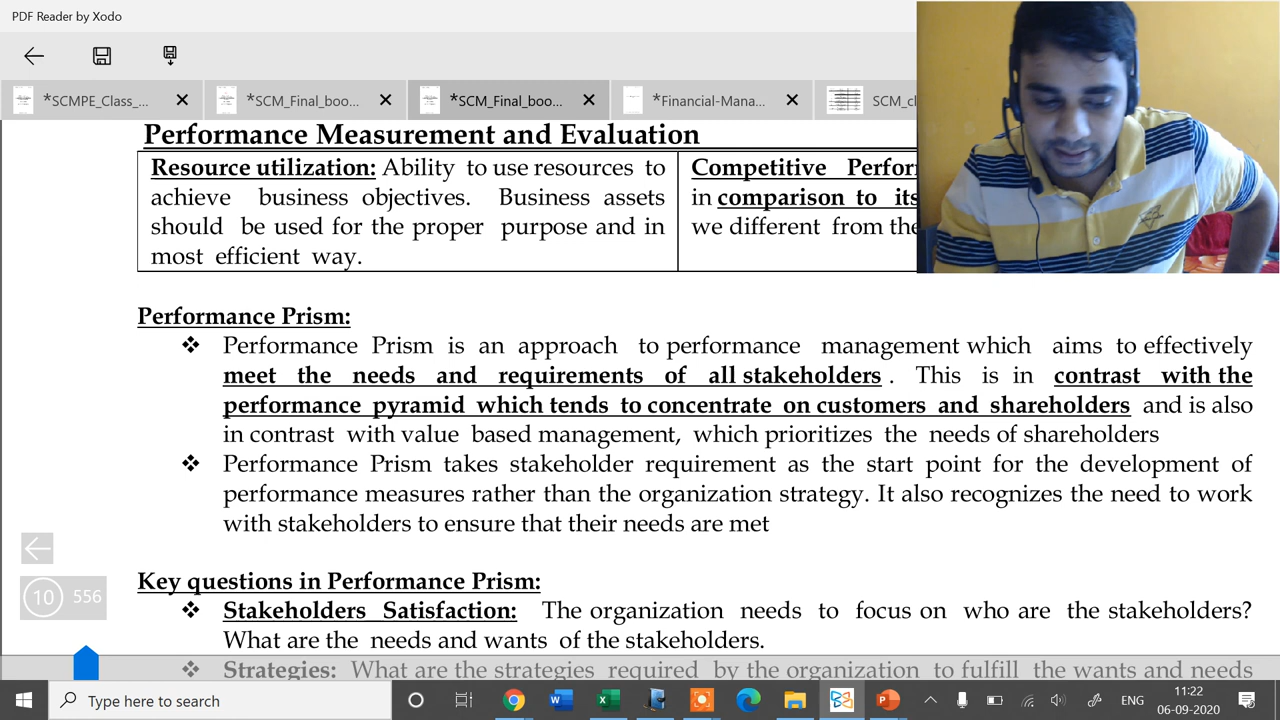 PDF Reader by Xodo
*SCMPE_Class_...
*SCM_Final_boo...
*SCM_Final_boo...
*Financial-Mana...
SCM_cl
Performance Measurement and Evaluation
Resource utilization: Ability to use resources to
achieve business objectives. Business assets
should be used for the proper purpose and in
most efficient way.
Competitive Perfor
in comparison to its
we different from the
Performance Prism:
❖ Performance Prism is an approach to performance management which aims to effectively
meet the needs and requirements of all stakeholders . This is in contrast with the
performance pyramid which tends to concentrate on customers and shareholders and is also
in contrast with value based management, which prioritizes the needs of shareholders
❖ Performance Prism takes stakeholder requirement as the start point for the development of
performance measures rather than the organization strategy. It also recognizes the need to work
with stakeholders to ensure that their needs are met
Key questions in Performance Prism:
❖ Stakeholders Satisfaction: The organization needs to focus on who are the stakeholders?
What are the needs and wants of the stakeholders.
❖ Strategies: What are the strategies required by the organization to fulfill the wants and needs
10 556
Type here to search
ENG
11:22
06-09-2020